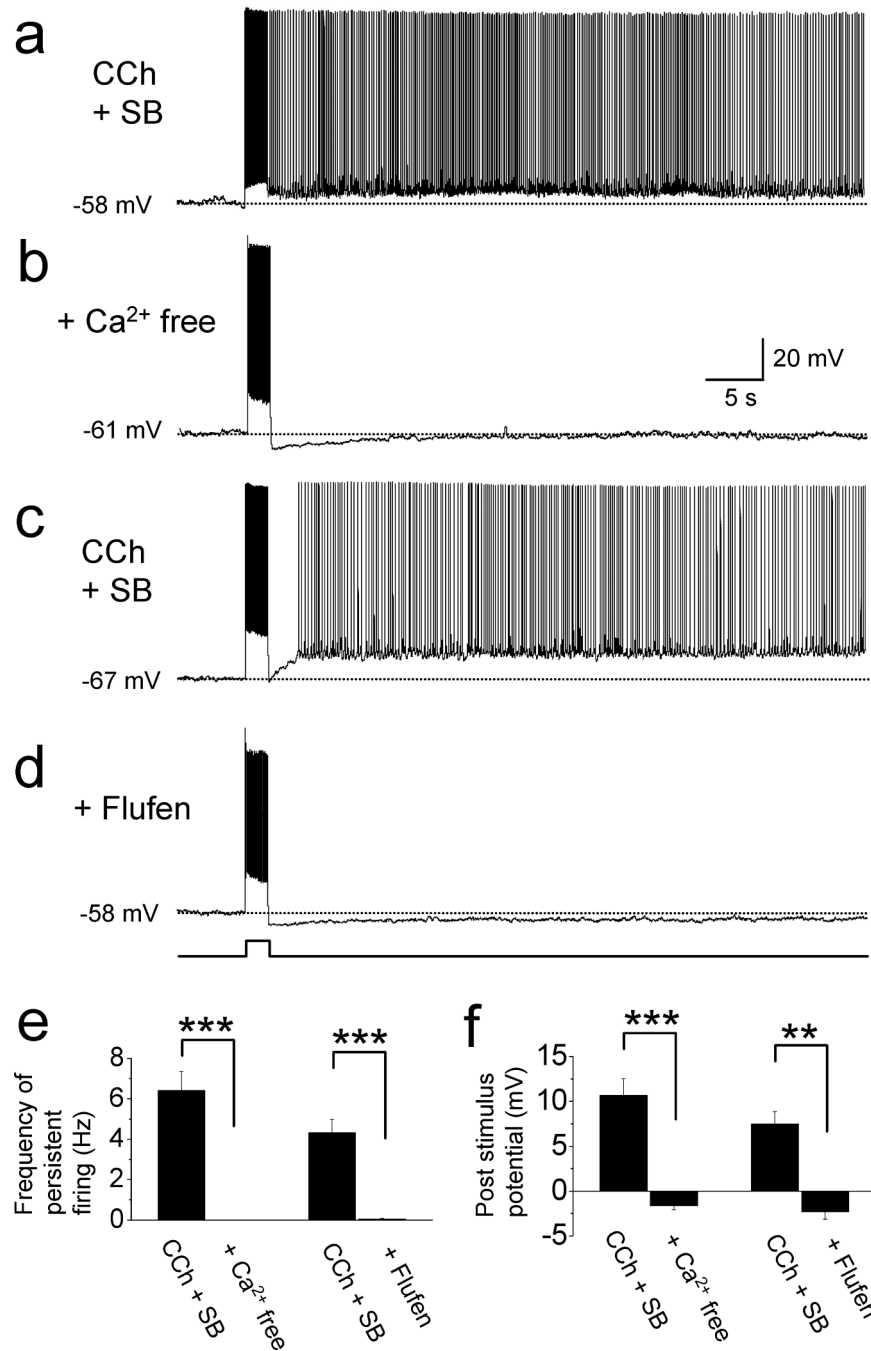 a
CCh
+ SB
-58 mV
b
+ Ca²⁺ free
20 mV
5 s
-61 mV
c
CCh
+ SB
-67 mV
d
+ Flufen
-58 mV
e
***
***
Frequency of
persistent
firing (Hz)
8
6
4
2
0
CCh + SB
+ Ca²⁺ free
CCh + SB
+ Flufen
f
***
**
Post stimulus
potential (mV)
15
10
5
0
-5
CCh + SB
+ Ca²⁺ free
CCh + SB
+ Flufen